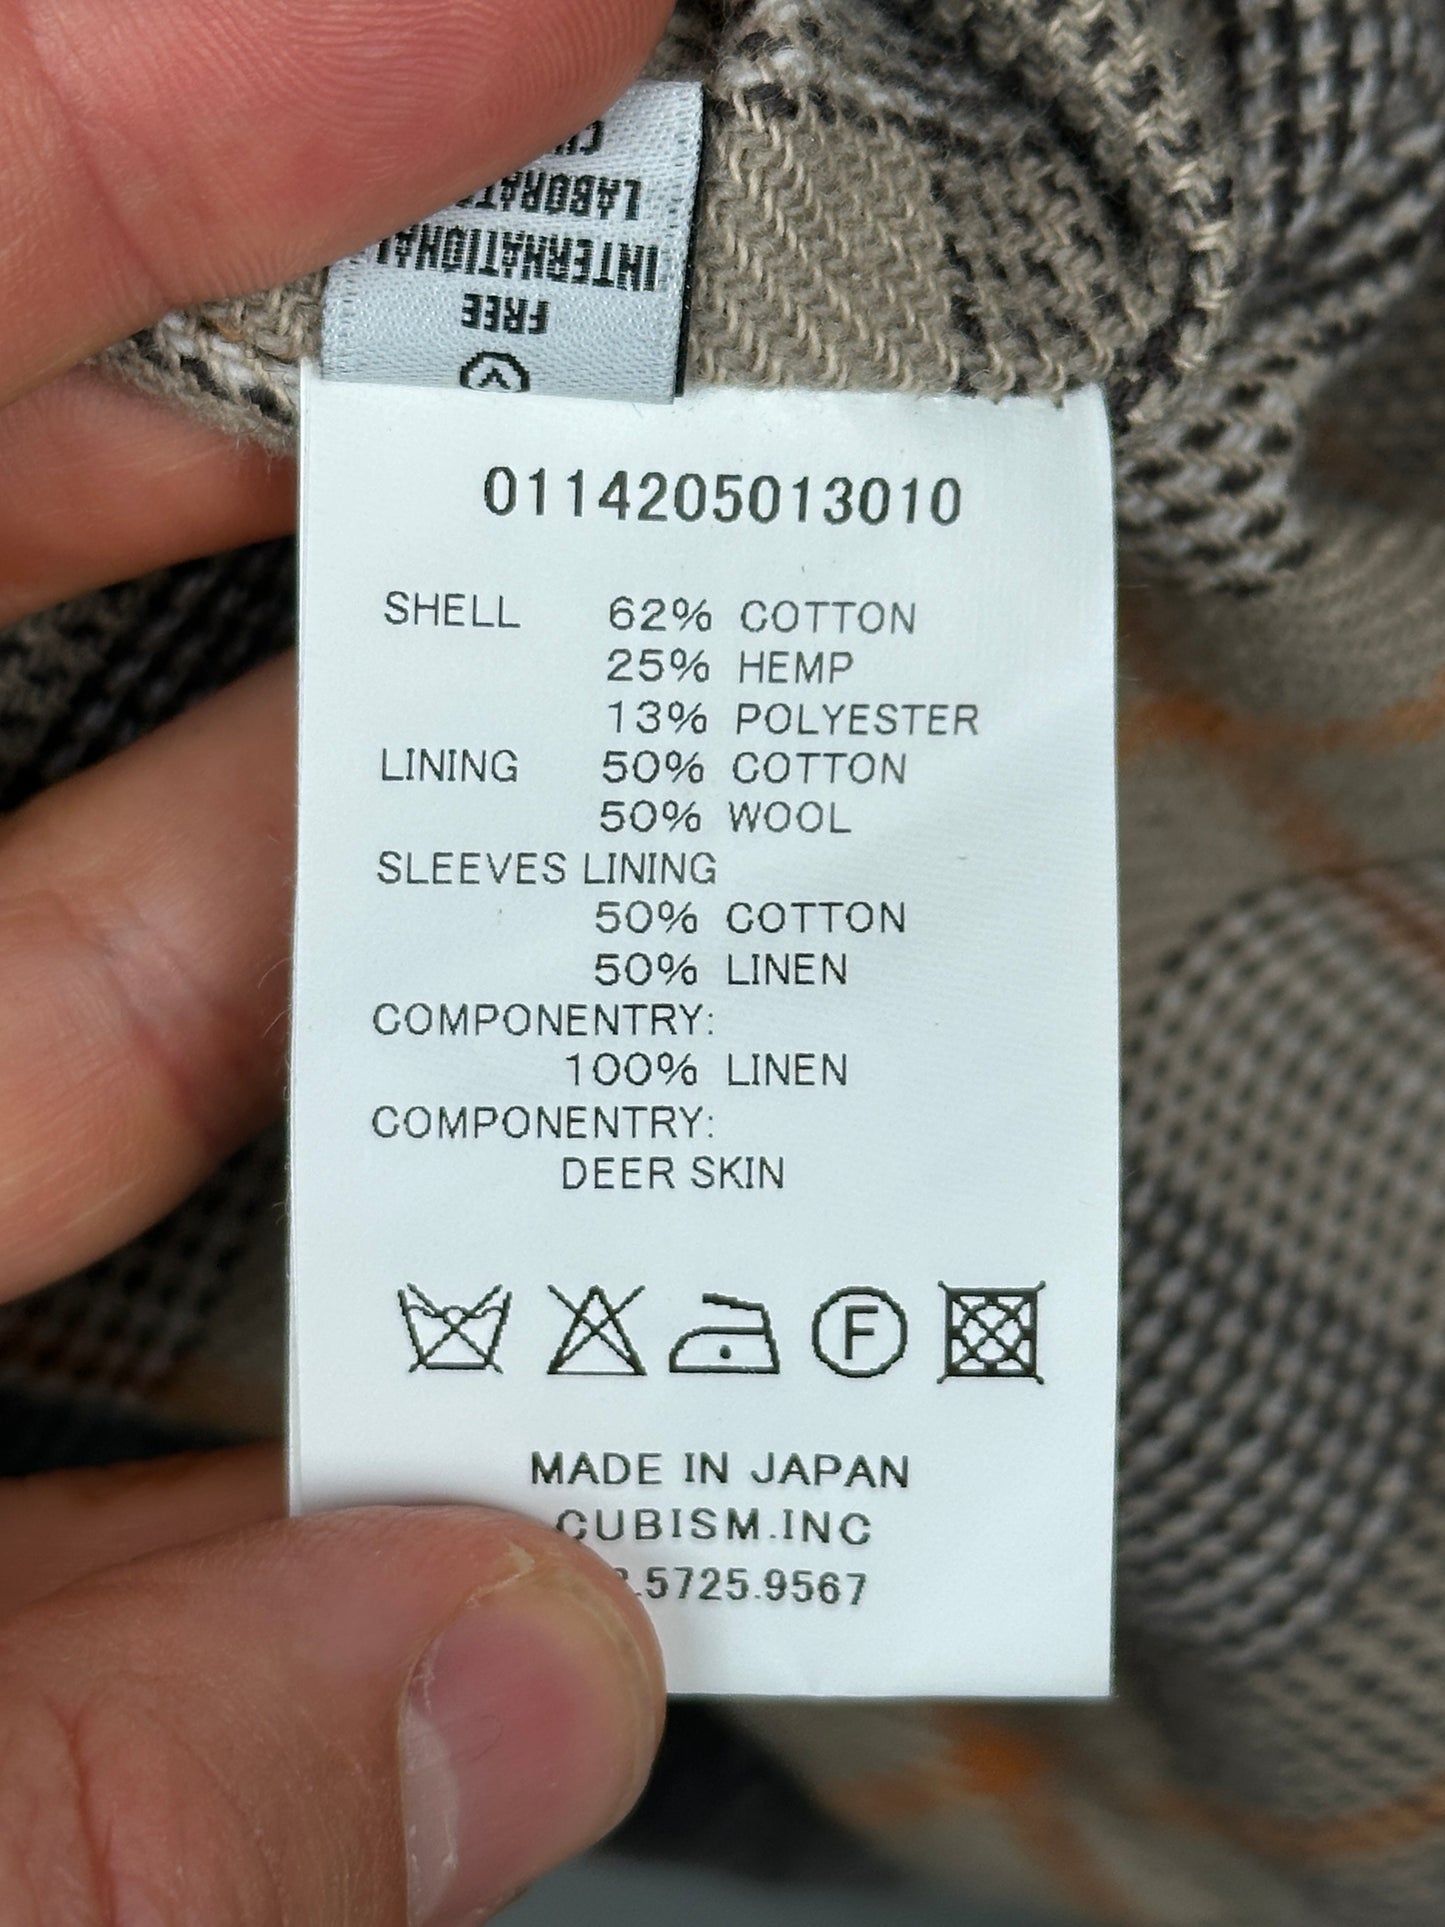 LABORAT
INTERNATIONAL
FREE
0114205013010
SHELL 62% COTTON
25% HEMP
13% POLYESTER
LINING 50% COTTON
50% WOOL
SLEEVES LINING
50% COTTON
50% LINEN
COMPONENTRY:
100% LINEN
COMPONENTRY:
DEER SKIN
F
MADE IN JAPAN
CUBISM.INC
.5725.9567